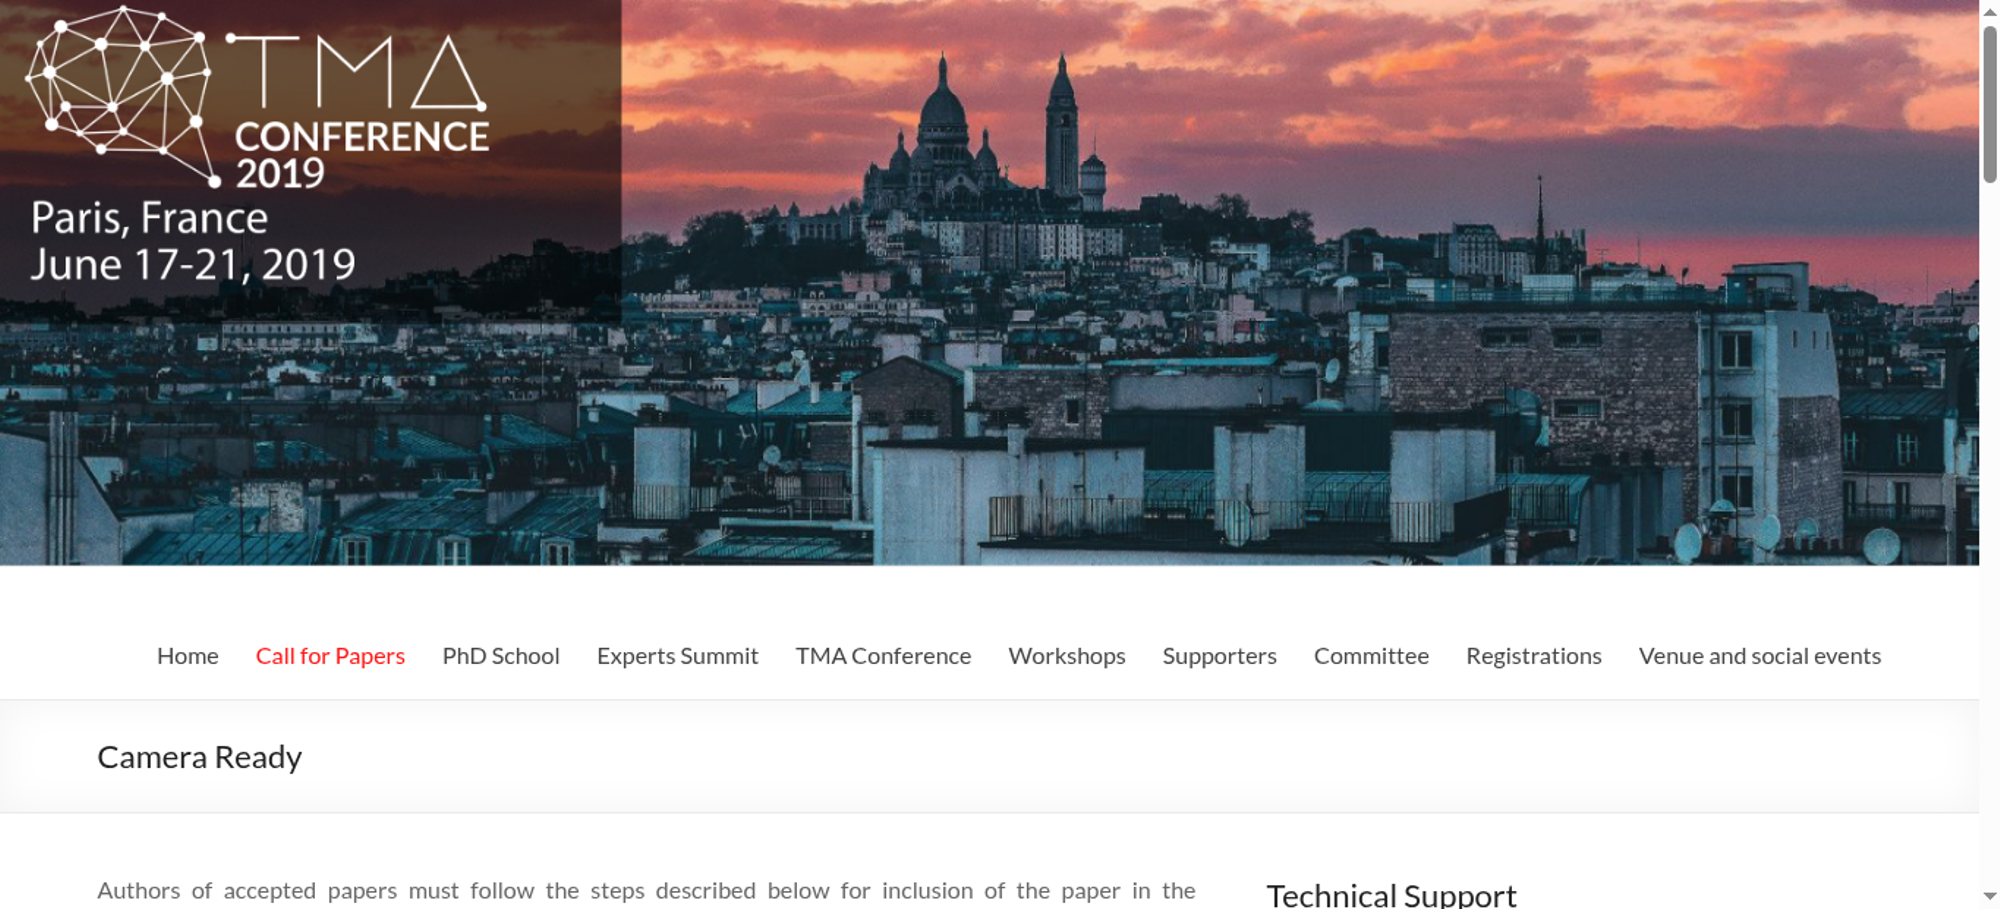 TMA
CONFERENCE
2019
Paris, France
June 17-21, 2019
Home Call for Papers PhD School Experts Summit TMA Conference Workshops Supporters Committee Registrations Venue and social events
Camera Ready
Authors of accepted papers must follow the steps described below for inclusion of the paper in the
Technical Support